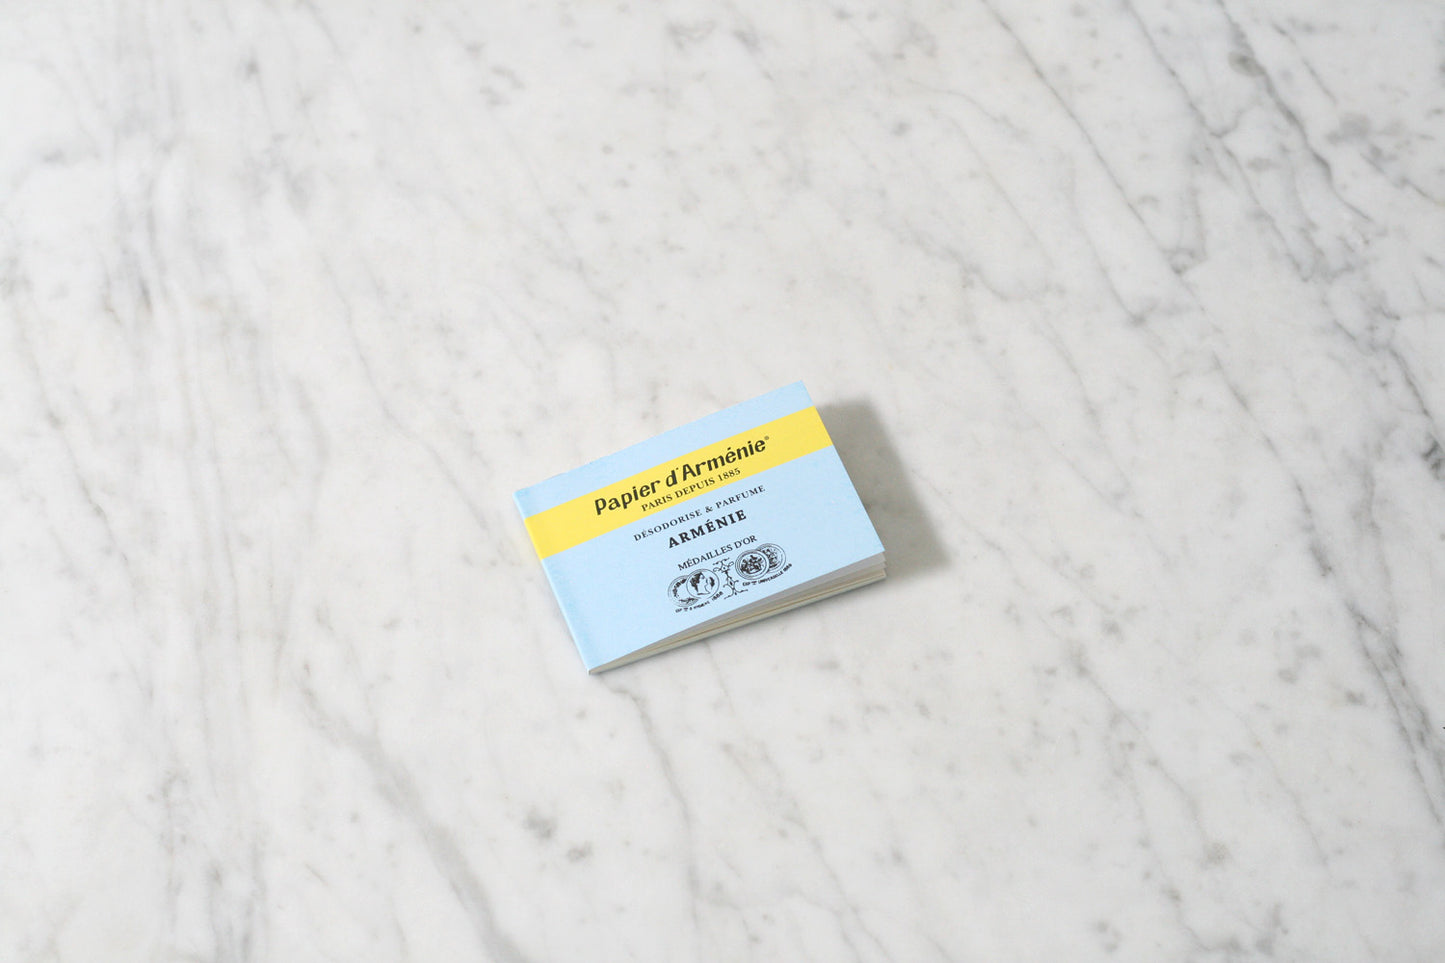 Papier d'Arménie®
PARIS DEPUIS 1885
DÉSODORISE & PARFUME
ARMÉNIE
MÉDAILLES D'OR